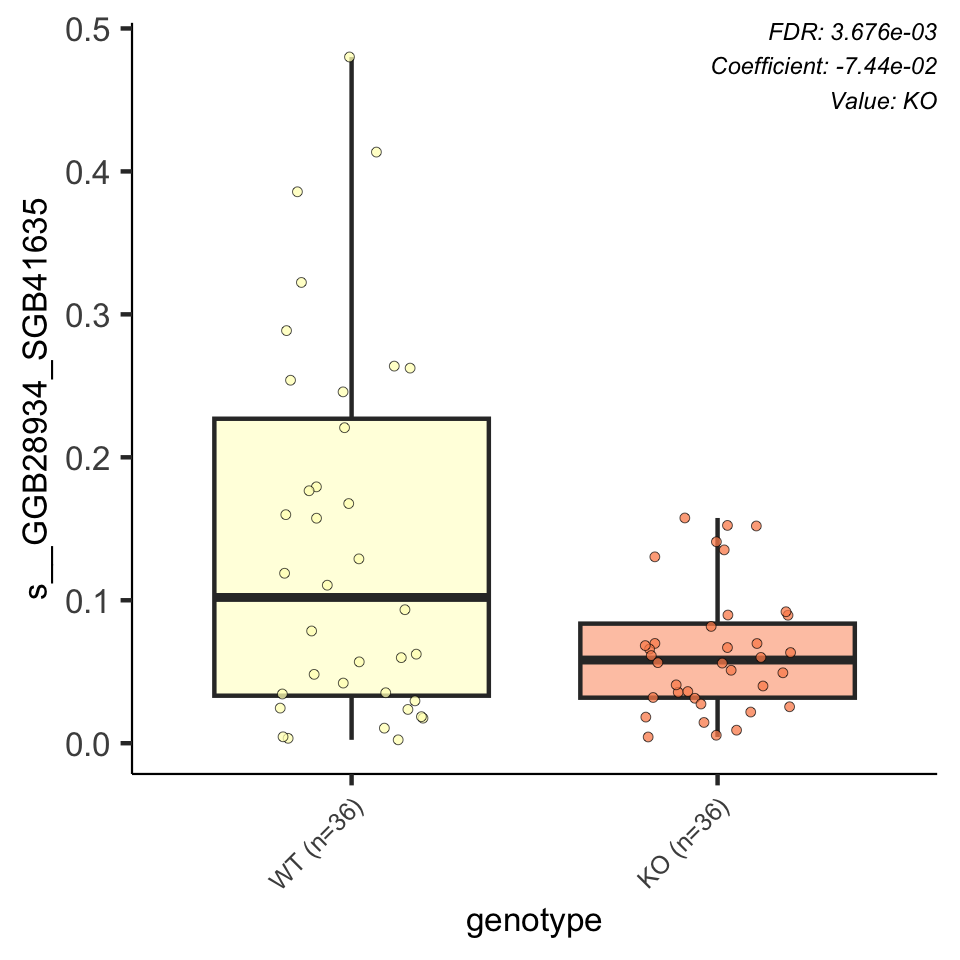 FDR: 3.676e-03
Coefficient: -7.44e-02
Value: KO
s__GGB28934_SGB41635
0.5
0.4
0.3
0.2
0.1
0.0
WT (n=36)
KO (n=36)
genotype